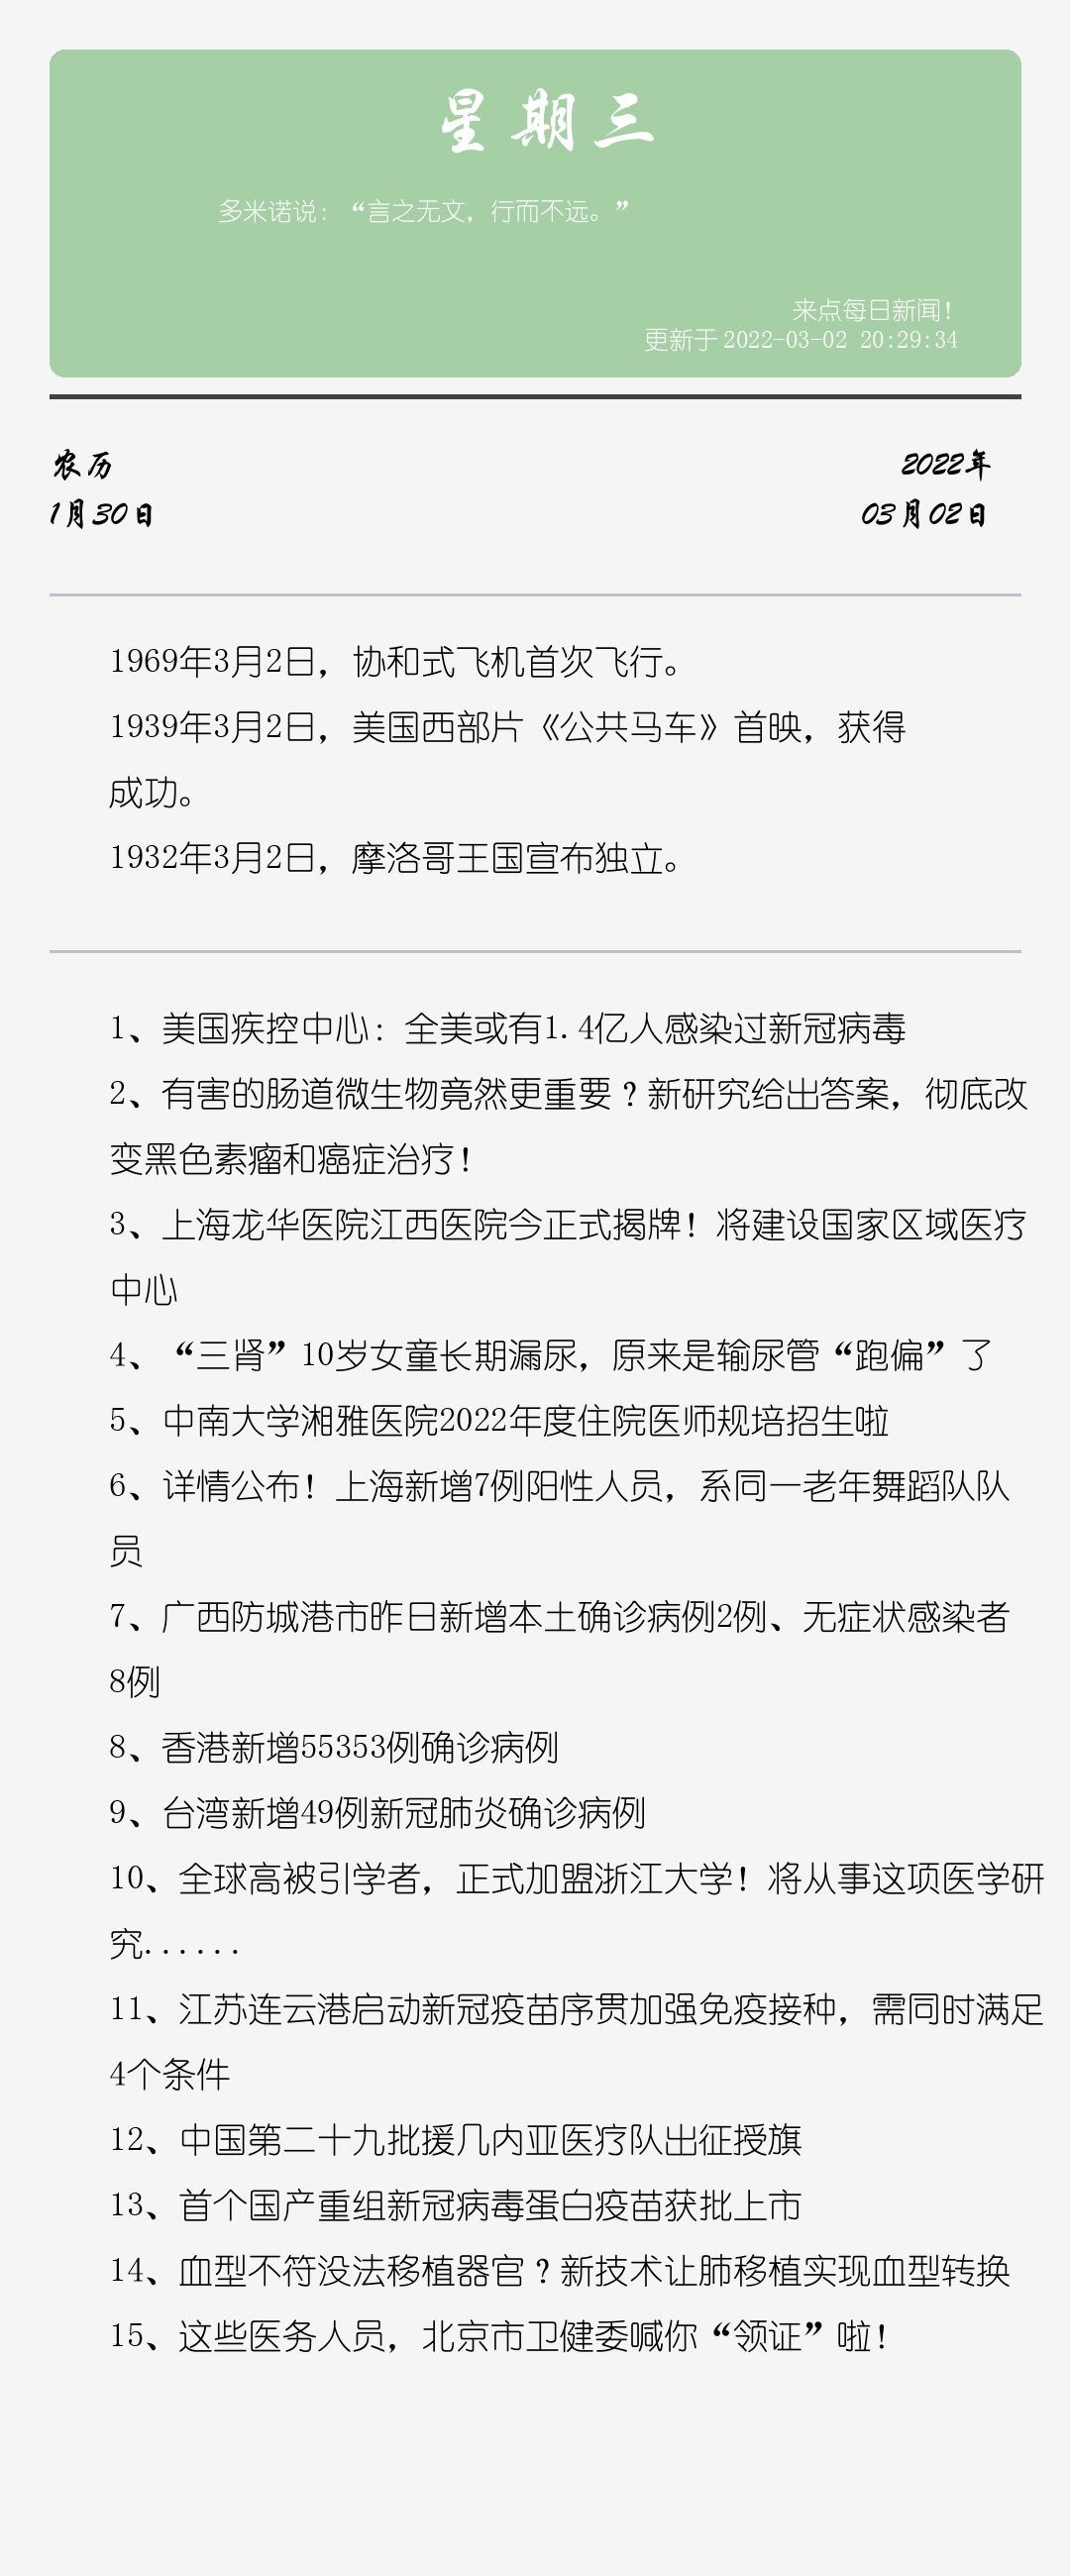 星期三
多米诺说：“言之无文，行而不远。”
来点每日新闻！
更新于 2022-03-02 20:29:34
农历
2022年
1月30日
03月02日
1969年3月2日，协和式飞机首次飞行。
1939年3月2日，美国西部片《公共马车》首映，获得
成功。
1932年3月2日，摩洛哥王国宣布独立。
1、美国疾控中心：全美或有1.4亿人感染过新冠病毒
2、有害的肠道微生物竟然更重要？新研究给出答案，彻底改
变黑色素瘤和癌症治疗！
3、上海龙华医院江西医院今正式揭牌！将建设国家区域医疗
中心
4、“三肾”10岁女童长期漏尿，原来是输尿管“跑偏”了
5、中南大学湘雅医院2022年度住院医师规培招生啦
6、详情公布！上海新增7例阳性人员，系同一老年舞蹈队队
员
7、广西防城港市昨日新增本土确诊病例2例、无症状感染者
8例
8、香港新增55353例确诊病例
9、台湾新增49例新冠肺炎确诊病例
10、全球高被引学者，正式加盟浙江大学！将从事这项医学研
究......
11、江苏连云港启动新冠疫苗序贯加强免疫接种，需同时满足
4个条件
12、中国第二十九批援几内亚医疗队出征授旗
13、首个国产重组新冠病毒蛋白疫苗获批上市
14、血型不符没法移植器官？新技术让肺移植实现血型转换
15、这些医务人员，北京市卫健委喊你“领证”啦！